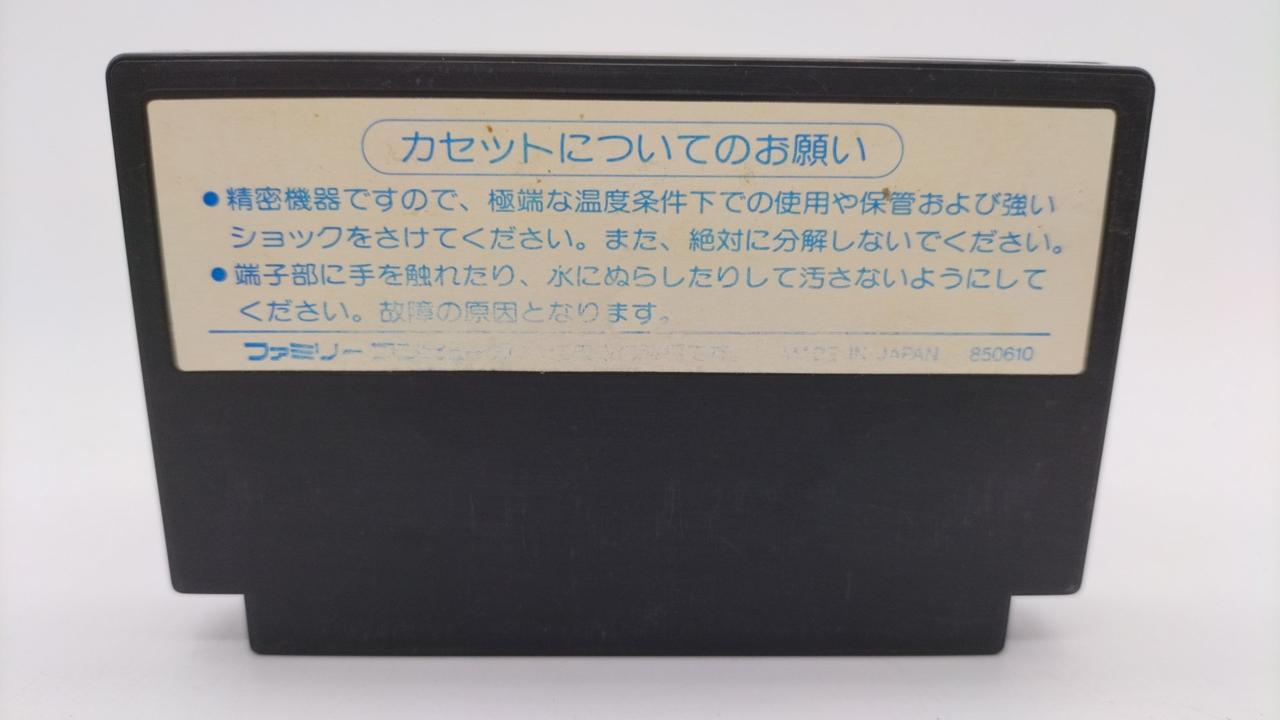 カセットについてのお願い
●精密機器ですので、極端な温度条件下での使用や保管および強い
ショックをさけてください。また、絶対に分解しないでください。
●端子部に手を触れたり、水にぬらしたりして汚さないようにして
ください。故障の原因となります。
ファミリー MADE IN JAPAN 850610